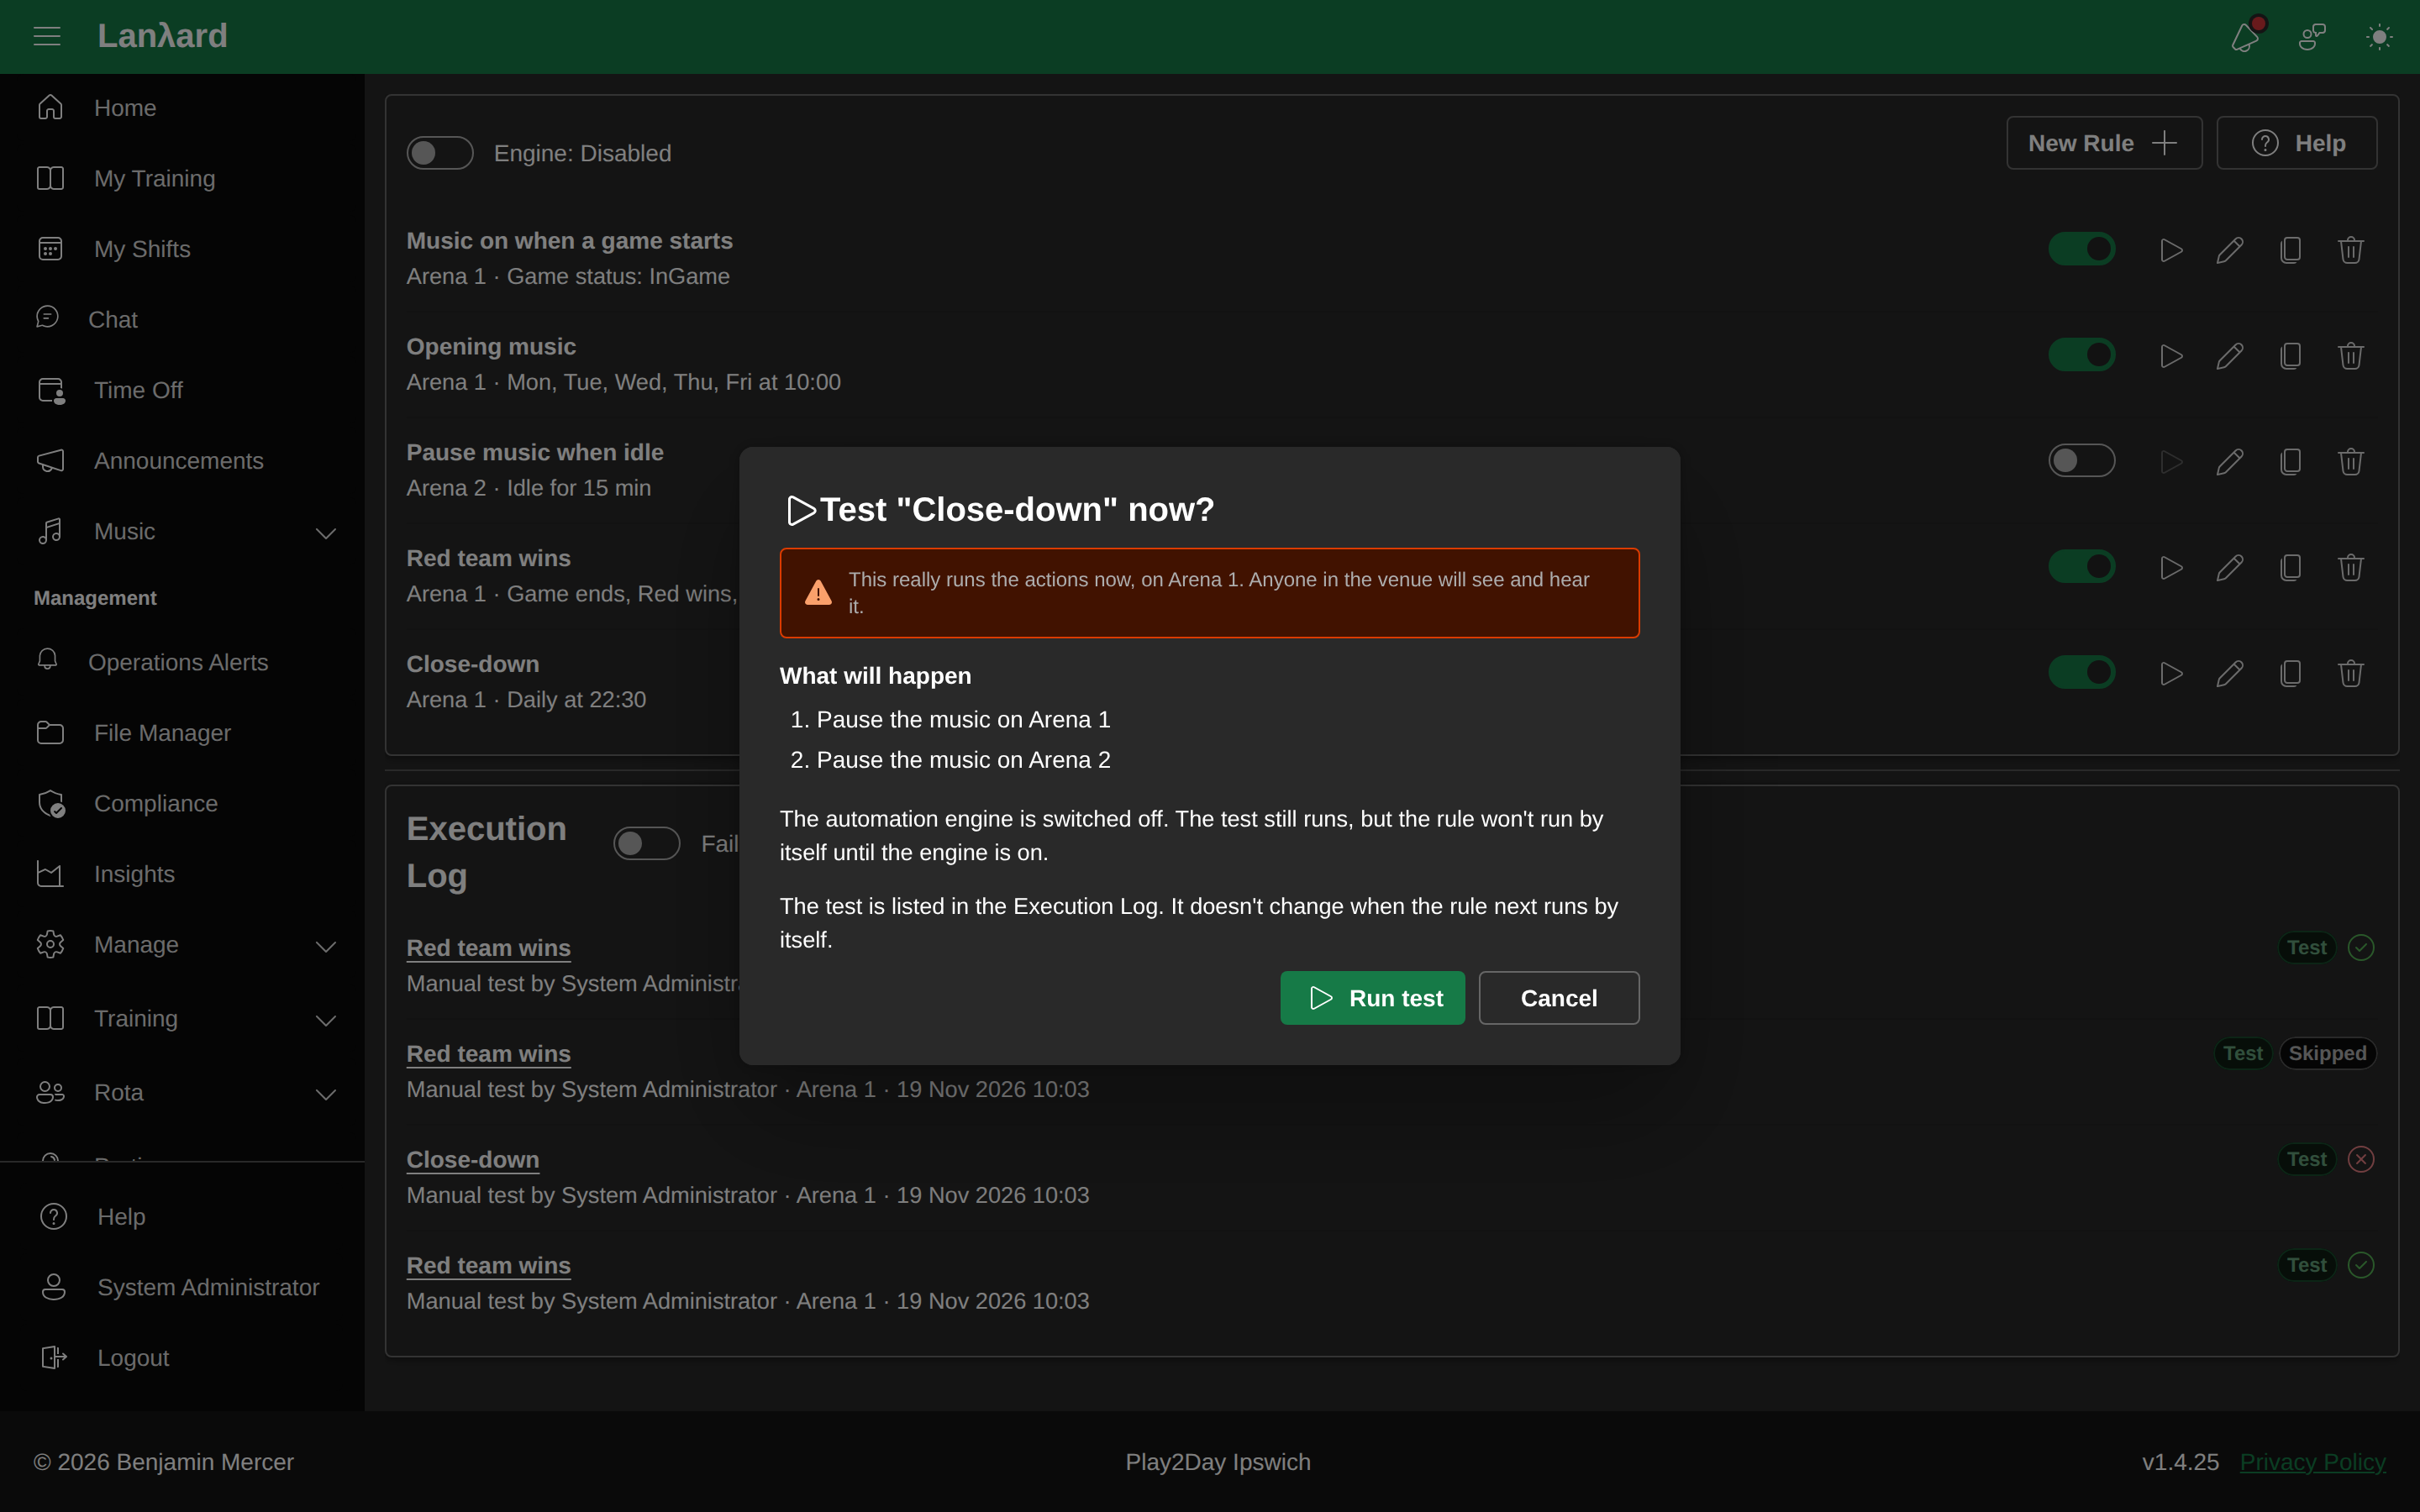 Lanλard
Home
My Training
My Shifts
Chat
Time Off
Announcements
Music
Management
Operations Alerts
File Manager
Compliance
Insights
Manage
Training
Rota
Help
System Administrator
Logout
Engine: Disabled
New Rule
Help
Music on when a game starts
Arena 1 · Game status: InGame
Opening music
Arena 1 · Mon, Tue, Wed, Thu, Fri at 10:00
Pause music when idle
Arena 2 · Idle for 15 min
Red team wins
Arena 1 · Game ends, Red wins,
Close-down
Arena 1 · Daily at 22:30
Test "Close-down" now?
This really runs the actions now, on Arena 1. Anyone in the venue will see and hear
it.
What will happen
1. Pause the music on Arena 1
2. Pause the music on Arena 2
The automation engine is switched off. The test still runs, but the rule won't run by
itself until the engine is on.
The test is listed in the Execution Log. It doesn't change when the rule next runs by
itself.
Run test
Cancel
Execution
Log
Fail
Red team wins
Test
Manual test by System Administr
Red team wins
Test
Skipped
Manual test by System Administrator · Arena 1 · 19 Nov 2026 10:03
Close-down
Test
Manual test by System Administrator · Arena 1 · 19 Nov 2026 10:03
Red team wins
Test
Manual test by System Administrator · Arena 1 · 19 Nov 2026 10:03
© 2026 Benjamin Mercer
Play2Day Ipswich
v1.4.25
Privacy Policy